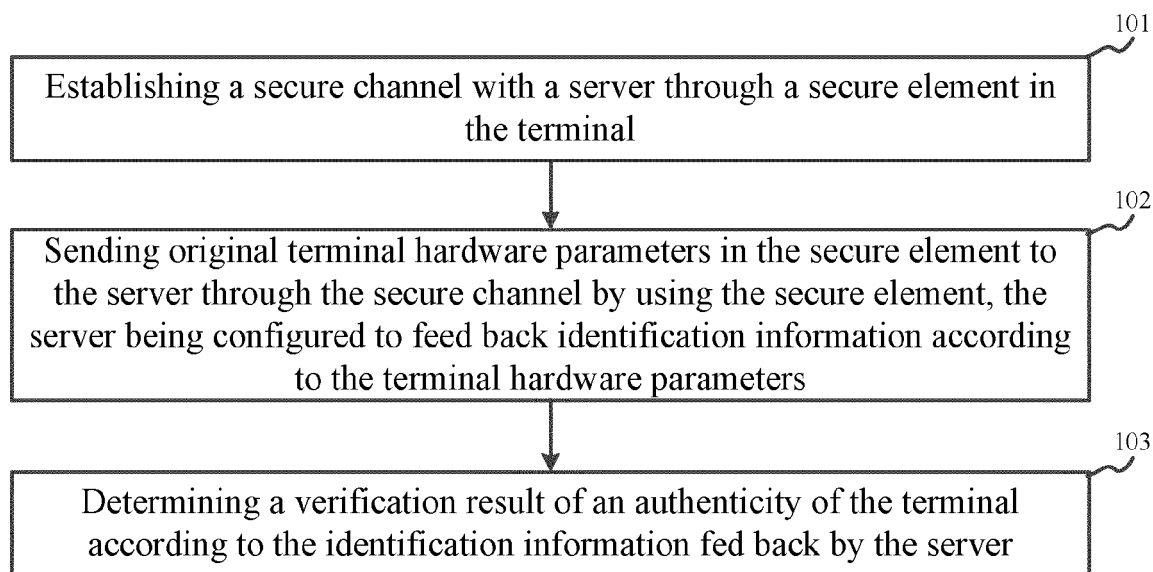 101
Establishing a secure channel with a server through a secure element in
the terminal
102
Sending original terminal hardware parameters in the secure element to
the server through the secure channel by using the secure element, the
server being configured to feed back identification information according
to the terminal hardware parameters
103
Determining a verification result of an authenticity of the terminal
according to the identification information fed back by the server